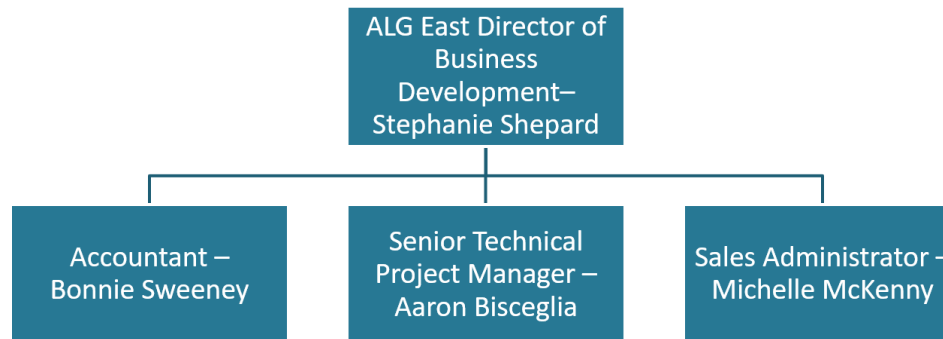 ALG East Director of
Business
Development–
Stephanie Shepard
Accountant –
Bonnie Sweeney
Senior Technical
Project Manager –
Aaron Bisceglia
Sales Administrator –
Michelle McKenny